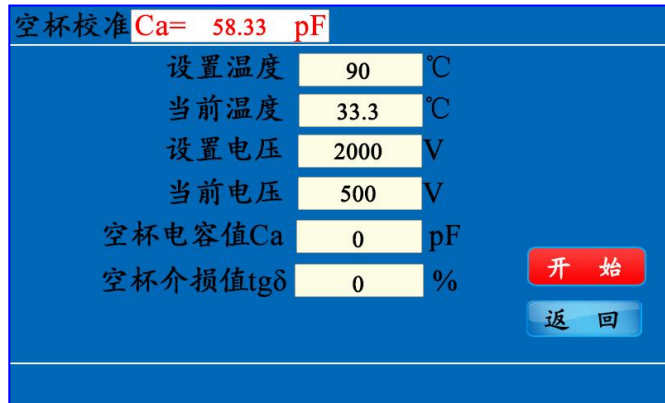 空杯校准 Ca= 58.33 pF
设置温度 90 ℃
当前温度 33.3 ℃
设置电压 2000 V
当前电压 500 V
空杯电容值Ca 0 pF
空杯介损值tgδ 0 %
开 始
返 回